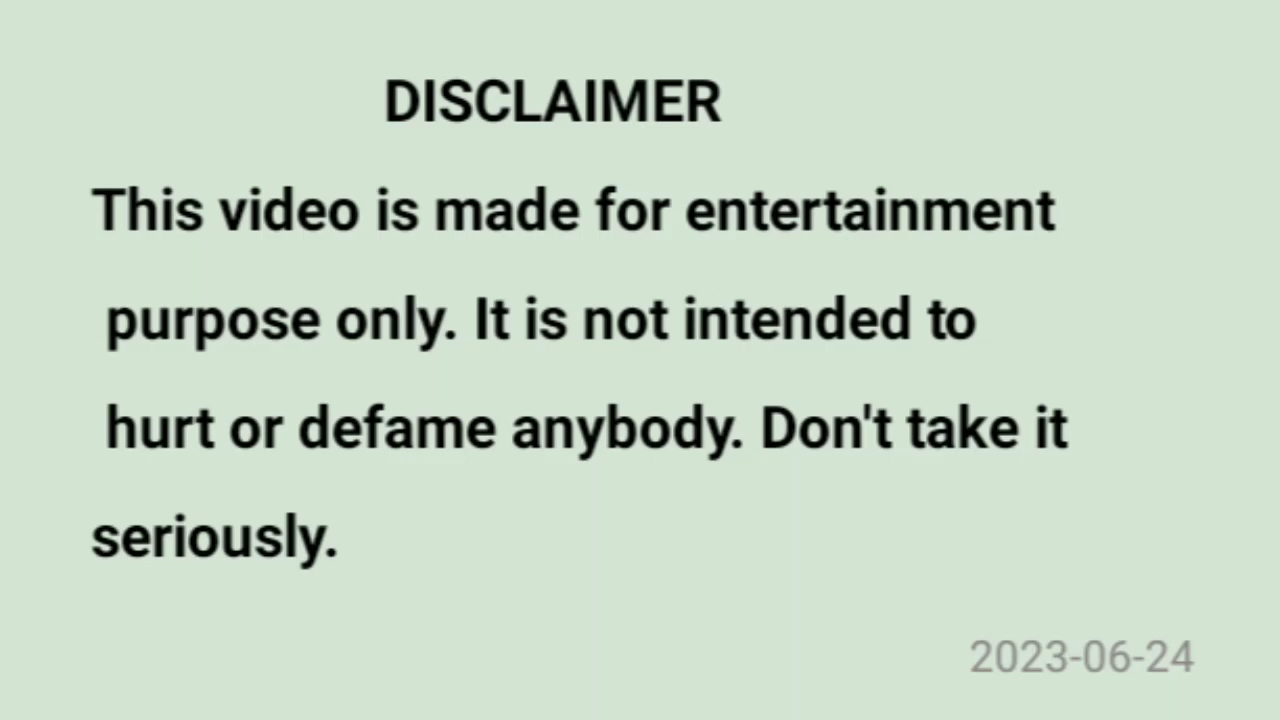 DISCLAIMER
This video is made for entertainment
purpose only. It is not intended to
hurt or defame anybody. Don't take it
seriously.
2023-06-24